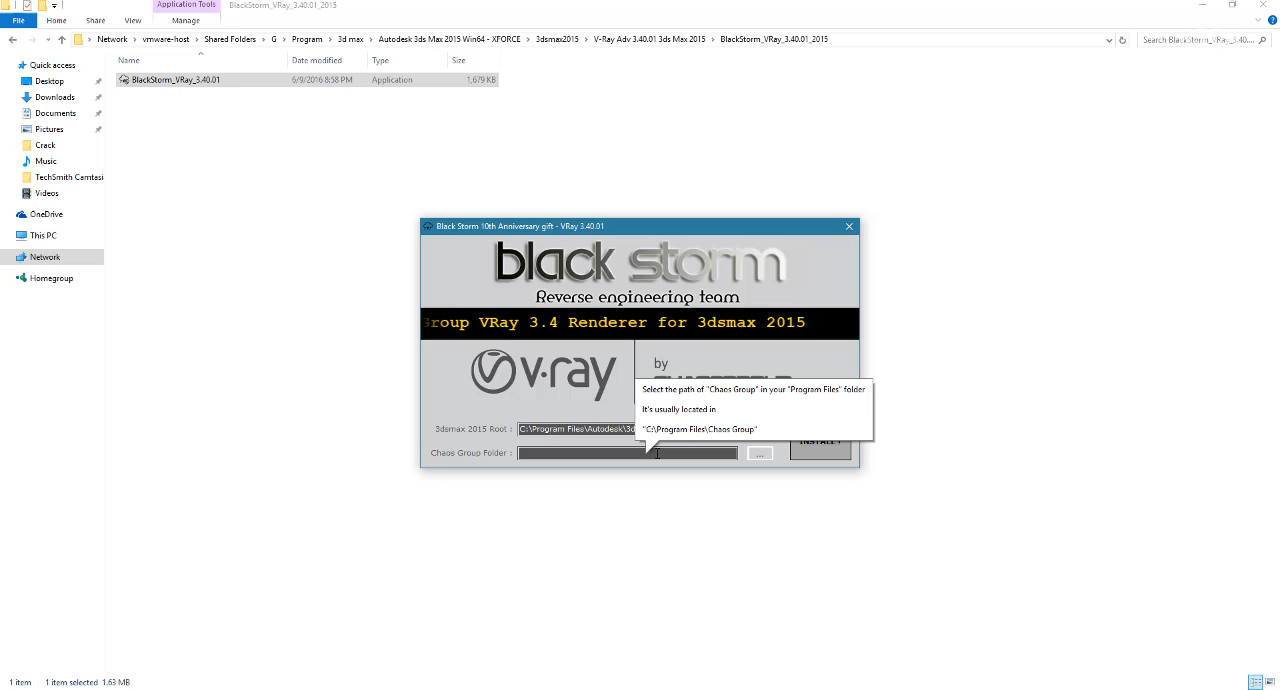 Application Tools BlackStorm_VRay_3.40.01_2015
File Home Share View Manage
Network > vmware-host > Shared Folders > G > Program > 3d max > Autodesk 3ds Max 2015 Win64 - XFORCE > 3dsmax2015 > V-Ray Adv 3.40.01 3ds Max 2015 > BlackStorm_VRay_3.40.01_2015
Search BlackStorm_VRay_3.40....
Name Date modified Type Size
BlackStorm_VRay_3.40.01 6/9/2016 8:58 PM Application 1,679 KB
Quick access
Desktop
Downloads
Documents
Pictures
Crack
Music
TechSmith Camtasi
Videos
OneDrive
This PC
Network
Homegroup
Black Storm 10th Anniversary gift - VRay 3.40.01
black storm
Reverse engineering team
Group VRay 3.4 Renderer for 3dsmax 2015
v·ray
by
Select the path of "Chaos Group" in your "Program Files" folder
It's usually located in
"C:\Program Files\Chaos Group"
3dsmax 2015 Root : C:\Program Files\Autodesk\3d
Chaos Group Folder : ...
INSTALL !
1 item 1 item selected 1.63 MB